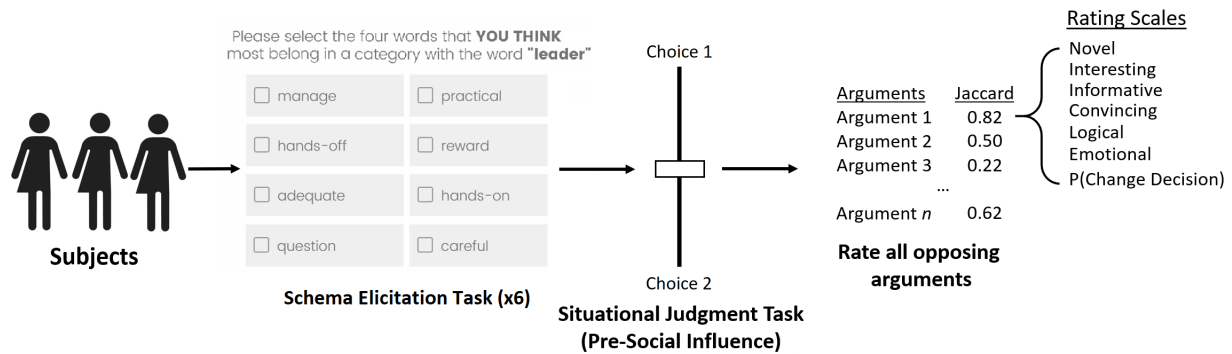 Please select the four words that YOU THINK
most belong in a category with the word "leader"
manage
practical
hands-off
reward
adequate
hands-on
question
careful
Subjects
Schema Elicitation Task (x6)
Choice 1
Choice 2
Situational Judgment Task
(Pre-Social Influence)
Arguments Jaccard
Argument 1 0.82
Argument 2 0.50
Argument 3 0.22
...
Argument n 0.62
Rate all opposing
arguments
Rating Scales
Novel
Interesting
Informative
Convincing
Logical
Emotional
P(Change Decision)